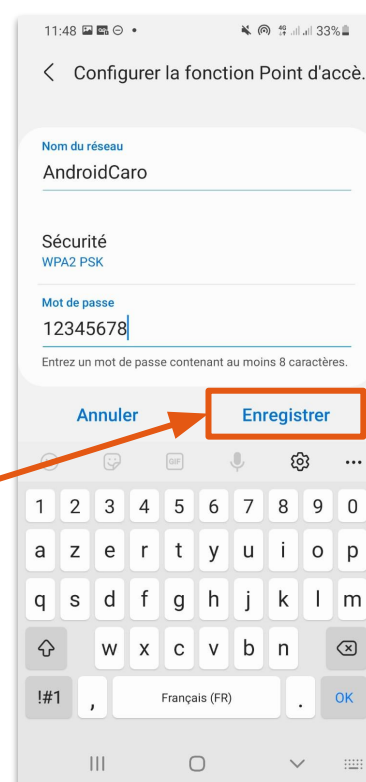 11:48 33%
Configurer la fonction Point d'accè.
Nom du réseau
AndroidCaro
Sécurité
WPA2 PSK
Mot de passe
12345678
Entrez un mot de passe contenant au moins 8 caractères.
Annuler Enregistrer
GIF
1 2 3 4 5 6 7 8 9 0
a z e r t y u i o p
q s d f g h j k l m
w x c v b n
!#1 , Français (FR) . OK